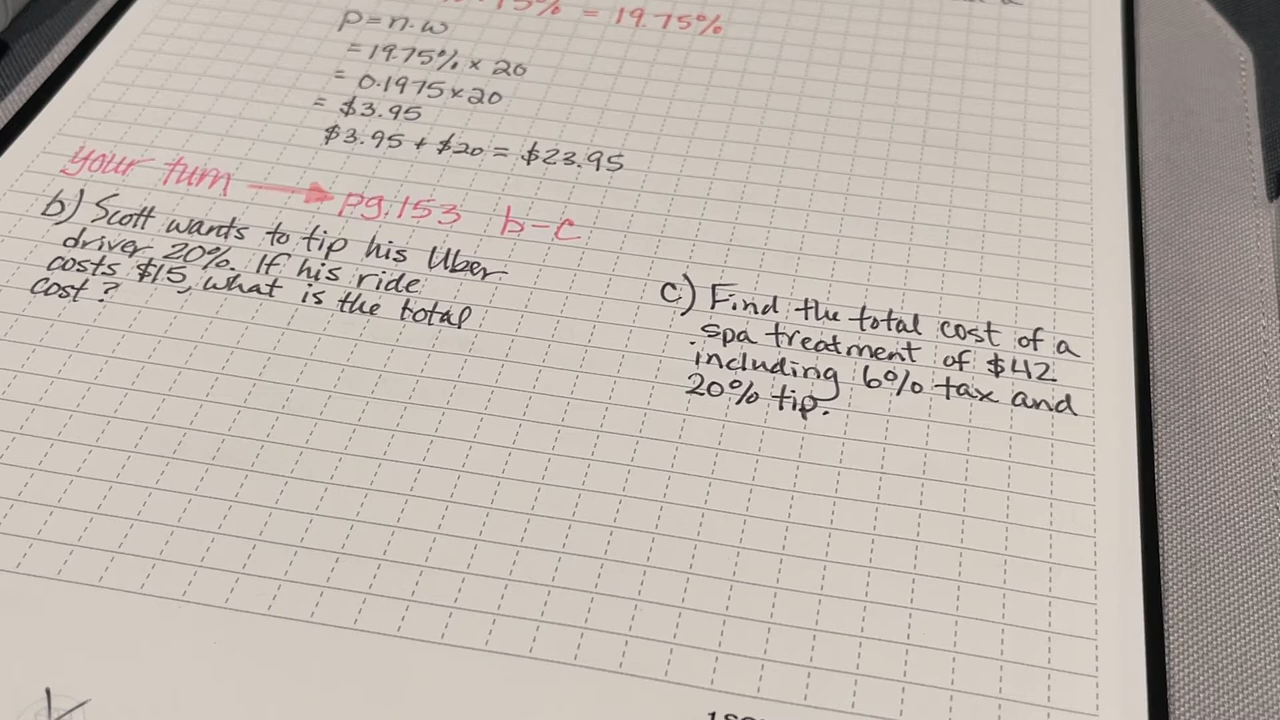 = 19.75%
p=n.w
=19.75% x 20
= 0.1975x20
= $3.95
$3.95 + $20 = $23.95
your turn → pg.153 b-c
b) Scott wants to tip his Uber
driver 20%. If his ride
costs $15, what is the total
cost?
c) Find the total cost of a
spa treatment of $42
including 6% tax and
20% tip.